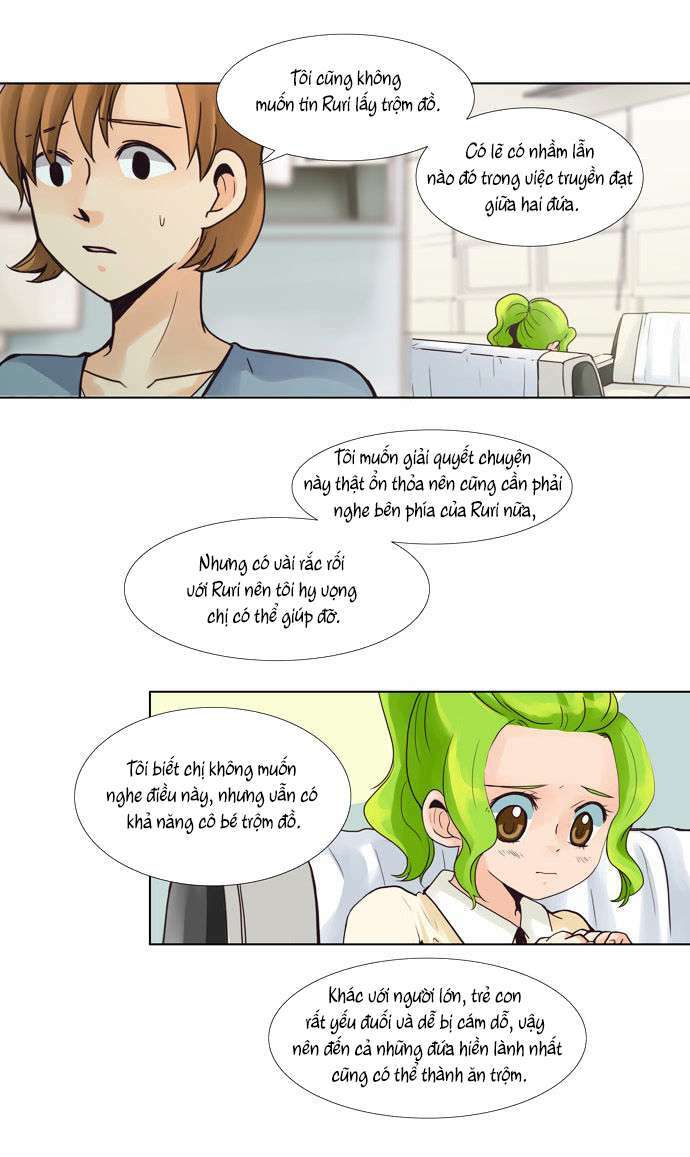 Tôi cũng không
muốn tin Ruri lấy trộm đồ.
Có lẽ có nhầm lẫn
nào đó trong việc truyền đạt
giữa hai đứa.
Tôi muốn giải quyết chuyện
này thật ổn thỏa nên cũng cần phải
nghe bên phía của Ruri nữa,
Nhưng có vài rắc rối
với Ruri nên tôi hy vọng
chị có thể giúp đỡ.
Tôi biết chị không muốn
nghe điều này, nhưng vẫn có
khả năng cô bé trộm đồ.
Khác với người lớn, trẻ con
rất yếu đuối và dễ bị cám dỗ, vậy
nên đến cả những đứa hiền lành nhất
cũng có thể thành ăn trộm.